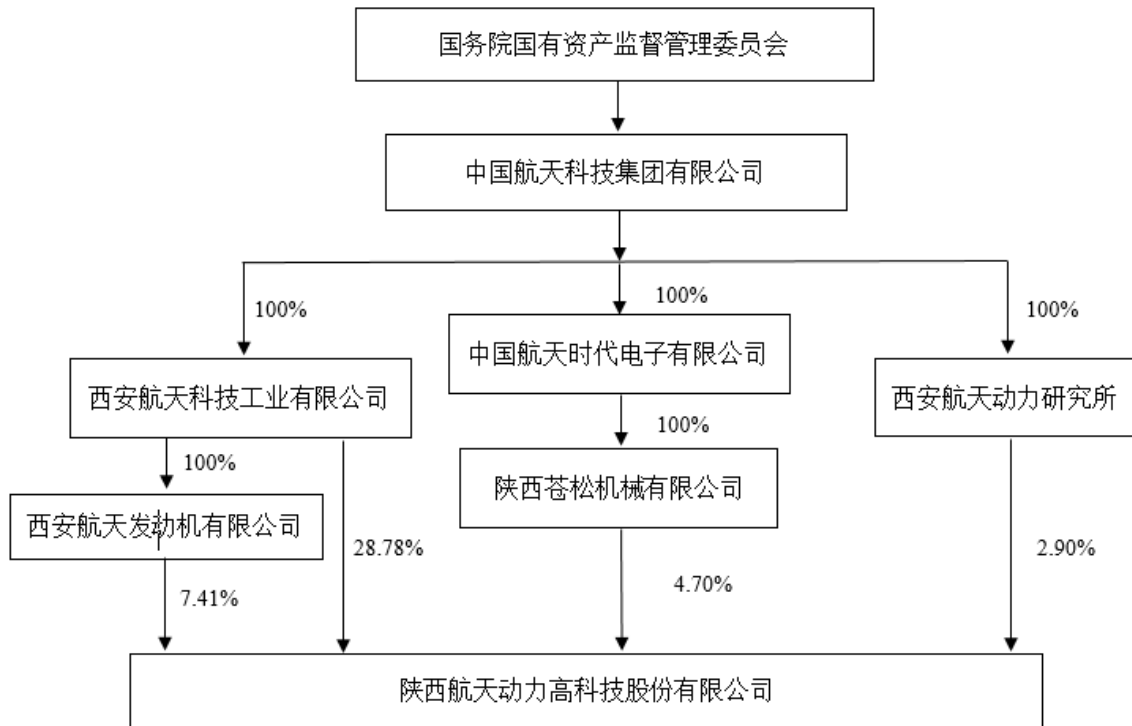 国务院国有资产监督管理委员会
中国航天科技集团有限公司
100%
100%
100%
西安航天科技工业有限公司
中国航天时代电子有限公司
西安航天动力研究所
100%
100%
西安航天发动机有限公司
陕西苍松机械有限公司
7.41%
28.78%
4.70%
2.90%
陕西航天动力高科技股份有限公司